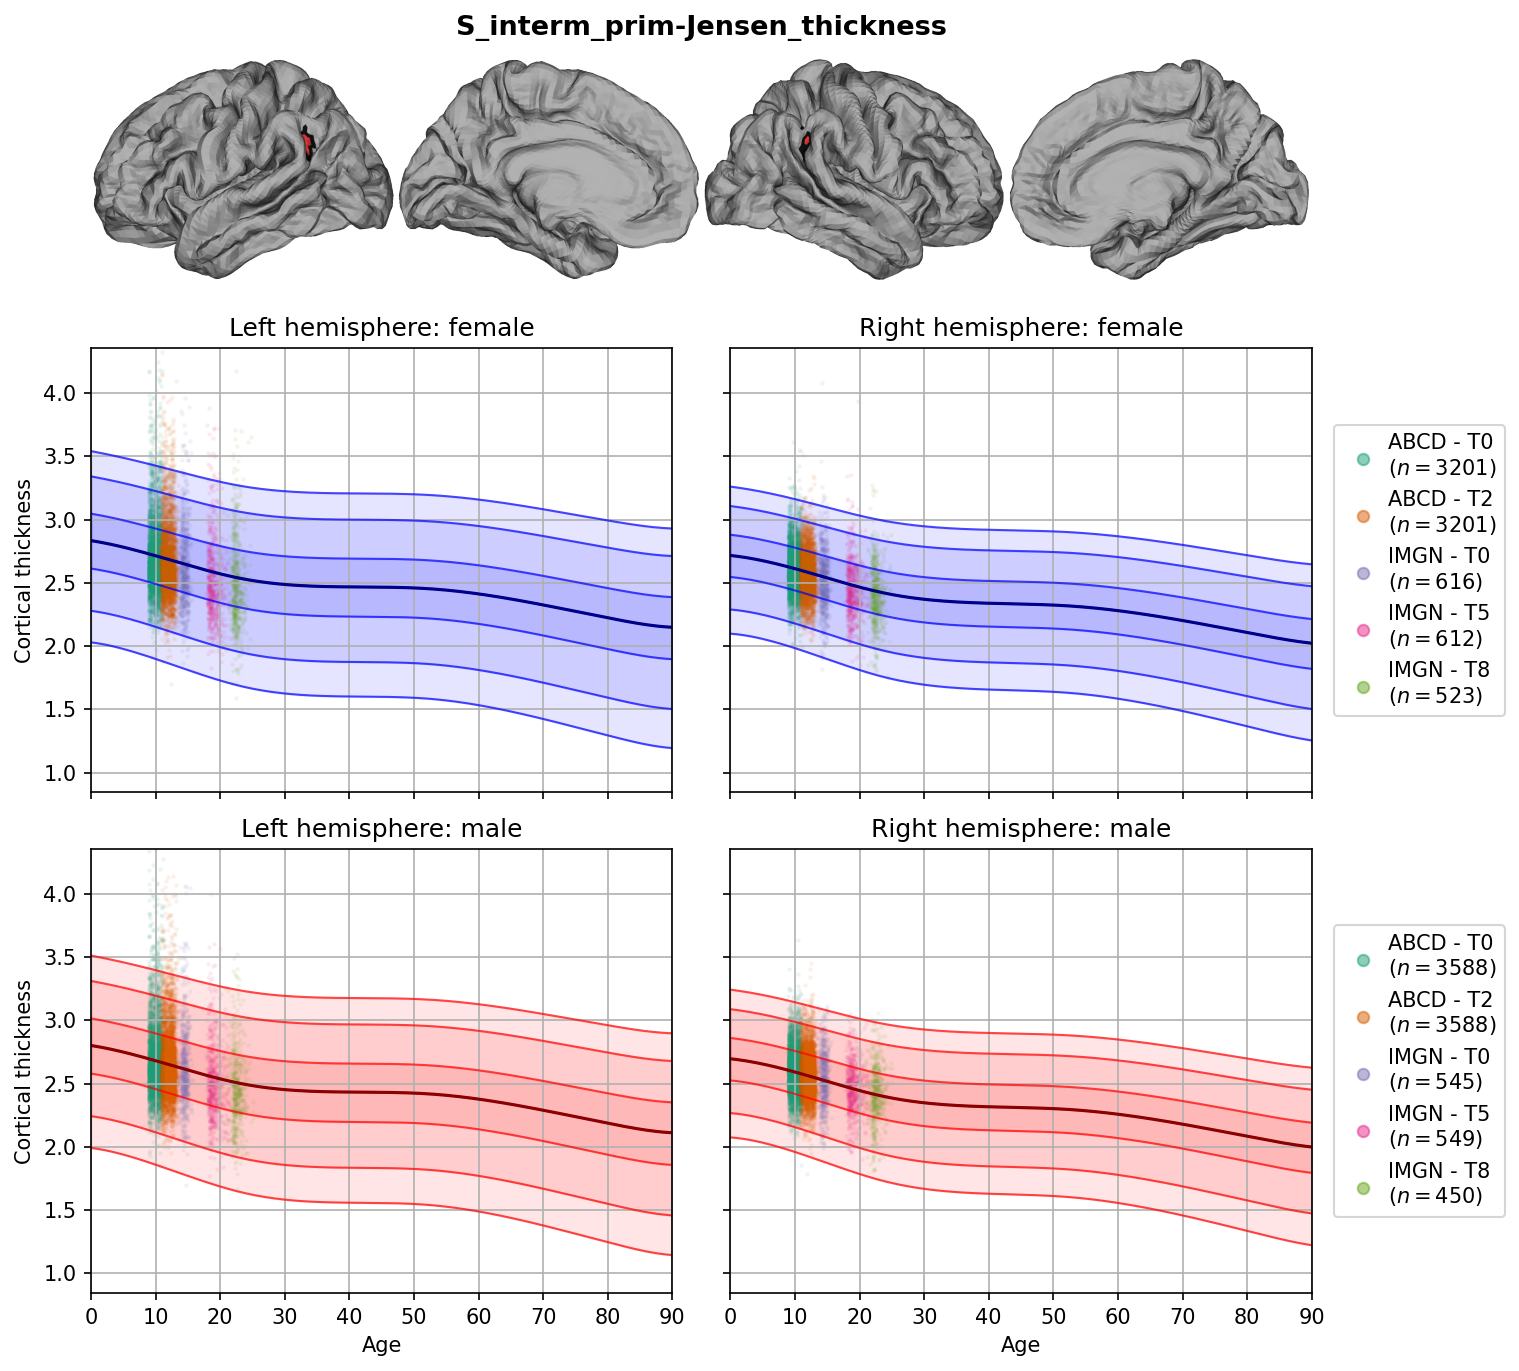 S_interm_prim-Jensen_thickness
Left hemisphere: female
Right hemisphere: female
Cortical thickness
4.0
3.5
3.0
2.5
2.0
1.5
1.0
ABCD - T0
(n = 3201)
ABCD - T2
(n = 3201)
IMGN - T0
(n = 616)
IMGN - T5
(n = 612)
IMGN - T8
(n = 523)
Left hemisphere: male
Right hemisphere: male
Cortical thickness
4.0
3.5
3.0
2.5
2.0
1.5
1.0
0 10 20 30 40 50 60 70 80 90
Age
0 10 20 30 40 50 60 70 80 90
Age
ABCD - T0
(n = 3588)
ABCD - T2
(n = 3588)
IMGN - T0
(n = 545)
IMGN - T5
(n = 549)
IMGN - T8
(n = 450)